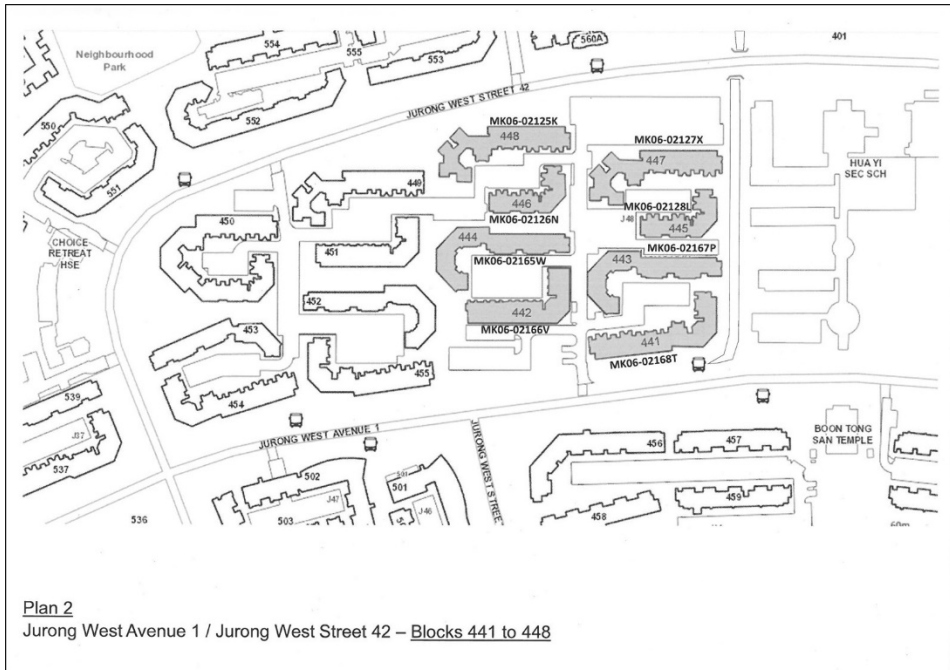 Neighbourhood
Park
554
555
553
560A
401
550
552
JURONG WEST STREET 42
551
MK06-02125K
448
MK06-02127X
447
HUA YI
SEC SCH
449
446
MK06-02126N
MK06-02128L
J48
445
450
CHOICE
RETREAT
HSE
451
444
MK06-02165W
MK06-02167P
443
452
442
MK06-02166V
453
441
MK06-02168T
455
454
539
J37
537
JURONG WEST AVENUE 1
JURONG WEST STREE
456
457
BOON TONG
SAN TEMPLE
502
501
J47
J46
503
536
458
459
60m
Plan 2
Jurong West Avenue 1 / Jurong West Street 42 – Blocks 441 to 448